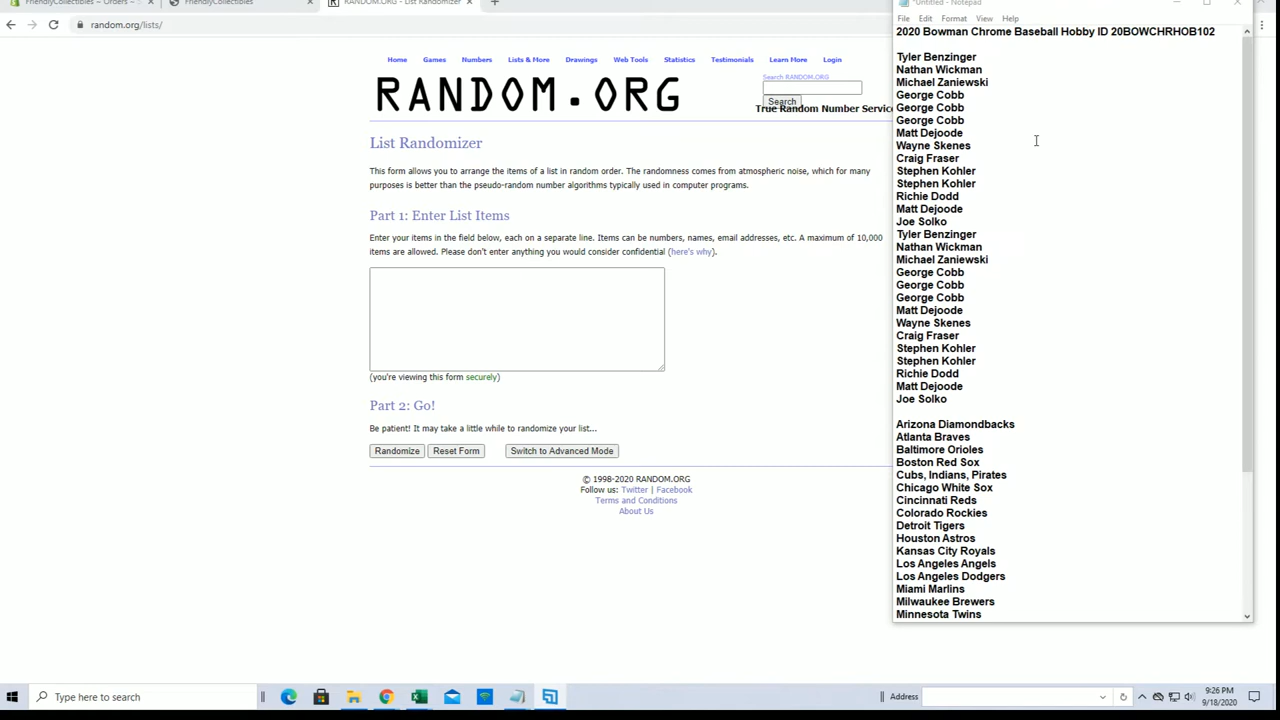 FriendlyCollectibles – Orders –
FriendlyCollectibles
RANDOM.ORG - List Randomizer
random.org/lists/
Home Games Numbers Lists & More Drawings Web Tools Statistics Testimonials Learn More Login
RANDOM.ORG
Search RANDOM.ORG
Search
True Random Number Servic
List Randomizer
This form allows you to arrange the items of a list in random order. The randomness comes from atmospheric noise, which for many
purposes is better than the pseudo-random number algorithms typically used in computer programs.
Part 1: Enter List Items
Enter your items in the field below, each on a separate line. Items can be numbers, names, email addresses, etc. A maximum of 10,000
items are allowed. Please don't enter anything you would consider confidential (here's why).
(you're viewing this form securely)
Part 2: Go!
Be patient! It may take a little while to randomize your list...
Randomize Reset Form Switch to Advanced Mode
© 1998-2020 RANDOM.ORG
Follow us: Twitter | Facebook
Terms and Conditions
About Us
*Untitled - Notepad
File Edit Format View Help
2020 Bowman Chrome Baseball Hobby ID 20BOWCHRHOB102
Tyler Benzinger
Nathan Wickman
Michael Zaniewski
George Cobb
George Cobb
George Cobb
Matt Dejoode
Wayne Skenes
Craig Fraser
Stephen Kohler
Stephen Kohler
Richie Dodd
Matt Dejoode
Joe Solko
Tyler Benzinger
Nathan Wickman
Michael Zaniewski
George Cobb
George Cobb
George Cobb
Matt Dejoode
Wayne Skenes
Craig Fraser
Stephen Kohler
Stephen Kohler
Richie Dodd
Matt Dejoode
Joe Solko
Arizona Diamondbacks
Atlanta Braves
Baltimore Orioles
Boston Red Sox
Cubs, Indians, Pirates
Chicago White Sox
Cincinnati Reds
Colorado Rockies
Detroit Tigers
Houston Astros
Kansas City Royals
Los Angeles Angels
Los Angeles Dodgers
Miami Marlins
Milwaukee Brewers
Minnesota Twins
Type here to search
Address
9:26 PM
9/18/2020